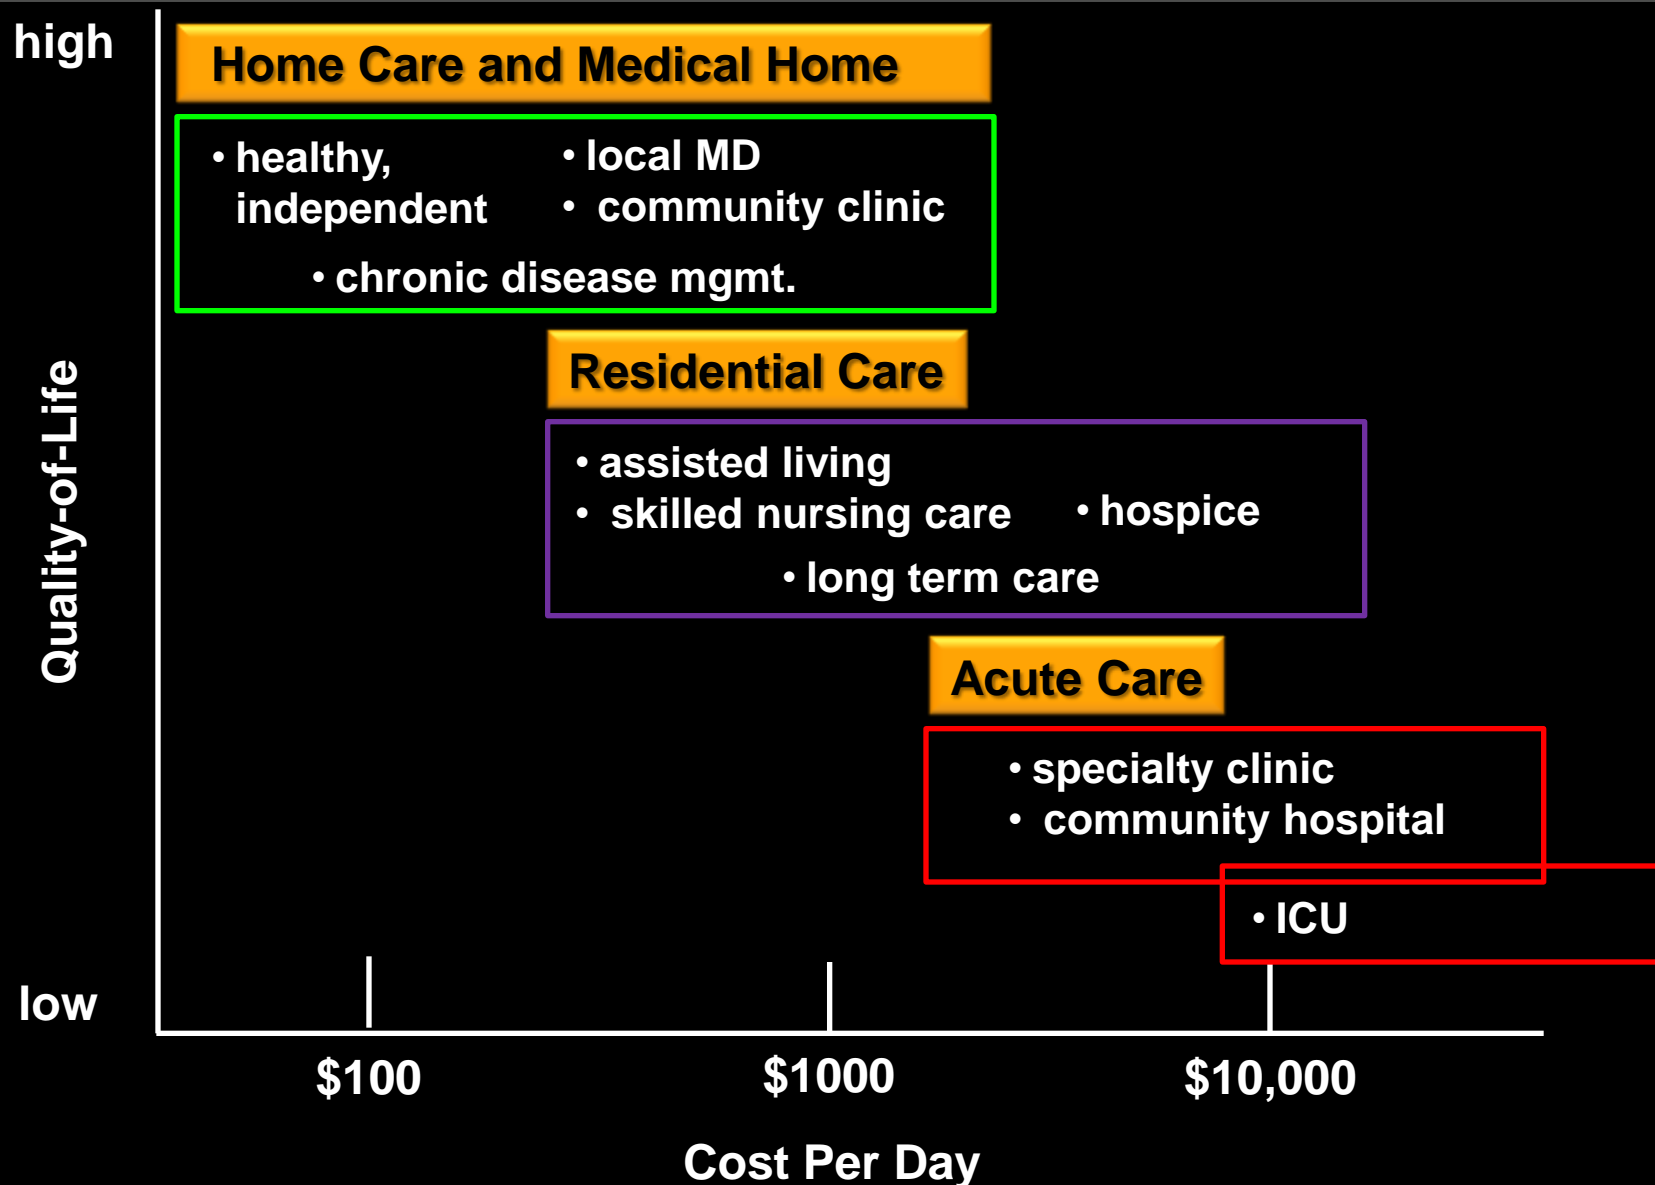 high
Home Care and Medical Home
• healthy,
independent
• local MD
• community clinic
• chronic disease mgmt.
Residential Care
Quality-of-Life
• assisted living
• skilled nursing care
• hospice
• long term care
Acute Care
• specialty clinic
• community hospital
• ICU
low
$100
$1000
$10,000
Cost Per Day